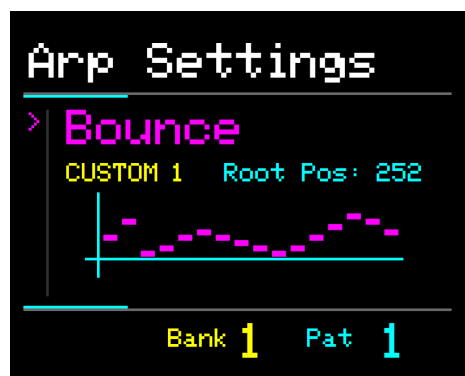 Arp Settings
> Bounce
CUSTOM 1 Root Pos: 252
Bank 1 Pat 1